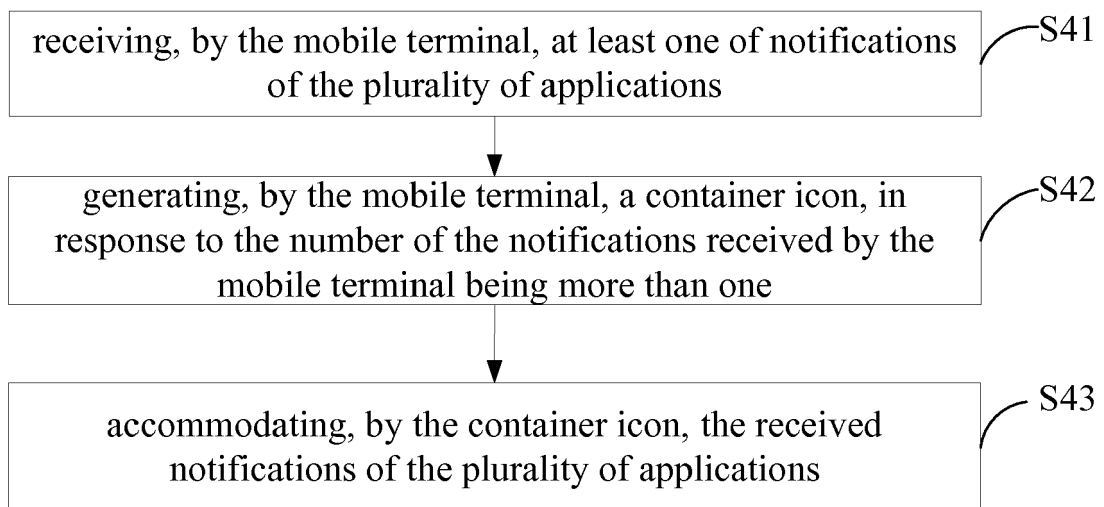 receiving, by the mobile terminal, at least one of notifications
of the plurality of applications
S41
generating, by the mobile terminal, a container icon, in
response to the number of the notifications received by the
mobile terminal being more than one
S42
accommodating, by the container icon, the received
notifications of the plurality of applications
S43